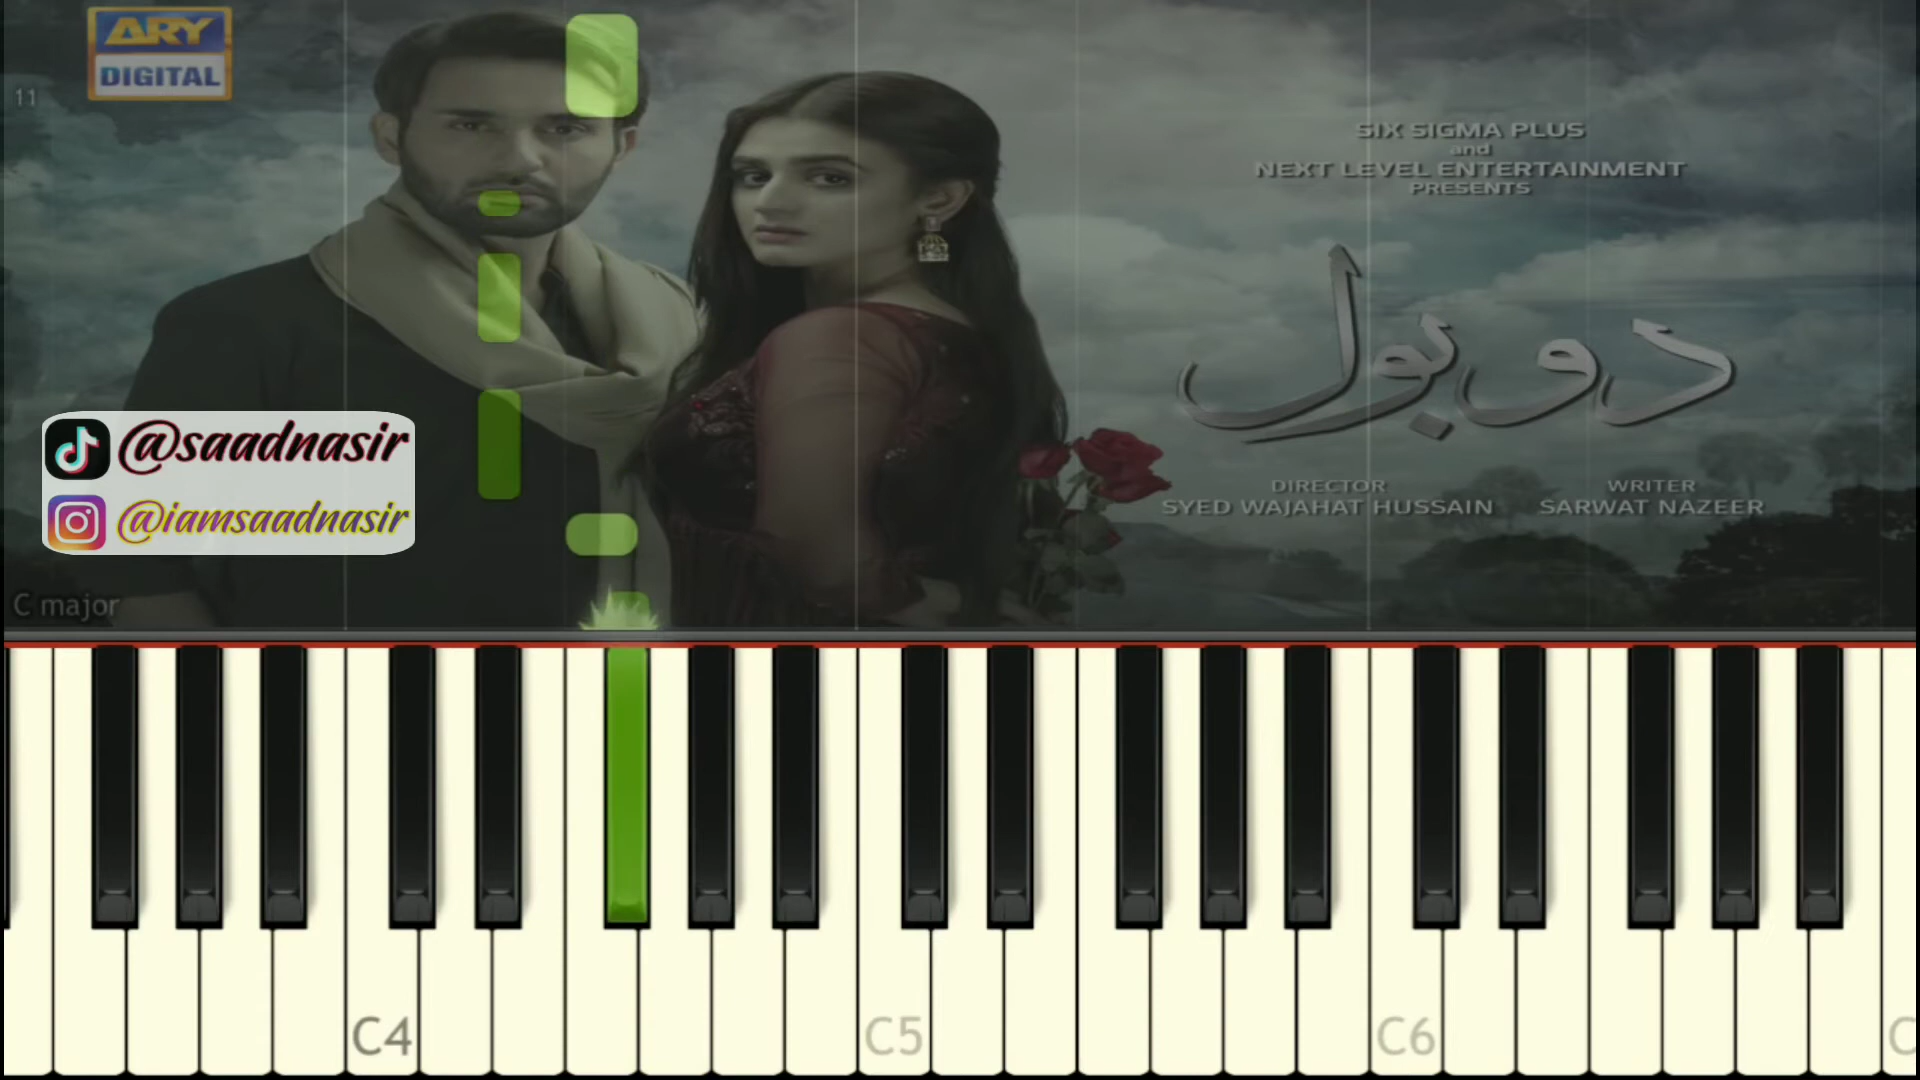 ARY
DIGITAL
11
SIX SIGMA PLUS
and
NEXT LEVEL ENTERTAINMENT
PRESENTS
دو بول
@saadnasir
@iamsaadnasir
DIRECTOR
SYED WAJAHAT HUSSAIN
WRITER
SARWAT NAZEER
C major
C4
C5
C6
C